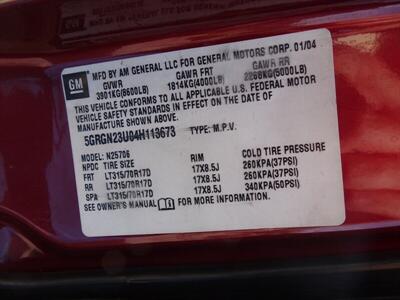 GM
MFD BY AM GENERAL LLC FOR GENERAL MOTORS CORP. 01/04
GVWR GAWR FRT GAWR RR
3901KG(8600LB) 1814KG(4000LB) 2268KG(5000LB)
THIS VEHICLE CONFORMS TO ALL APPLICABLE U.S. FEDERAL MOTOR
VEHICLE SAFETY STANDARDS IN EFFECT ON THE DATE OF
MANUFACTURE SHOWN ABOVE.
5GRGN23U04H113673 TYPE: M.P.V.
MODEL: N25706
NPDC TIRE SIZE RIM COLD TIRE PRESSURE
FRT LT315/70R17D 17X8.5J 260KPA(37PSI)
RR LT315/70R17D 17X8.5J 260KPA(37PSI)
SPA LT315/70R17D 17X8.5J 340KPA(50PSI)
SEE OWNER'S MANUAL FOR MORE INFORMATION